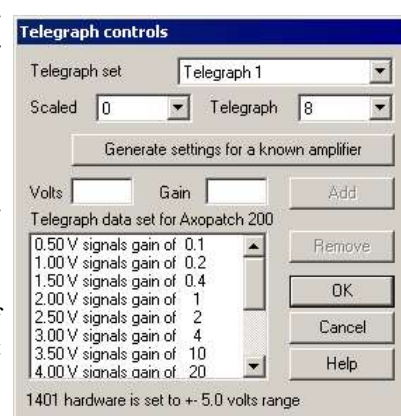 Telegraph controls
Telegraph set Telegraph 1
Scaled 0 Telegraph 8
Generate settings for a known amplifier
Volts Gain Add
Telegraph data set for Axopatch 200
0.50 V signals gain of 0.1
1.00 V signals gain of 0.2
1.50 V signals gain of 0.4
2.00 V signals gain of 1
2.50 V signals gain of 2
3.00 V signals gain of 4
3.50 V signals gain of 10
4.00 V signals gain of 20
Remove
OK
Cancel
Help
1401 hardware is set to +- 5.0 volts range